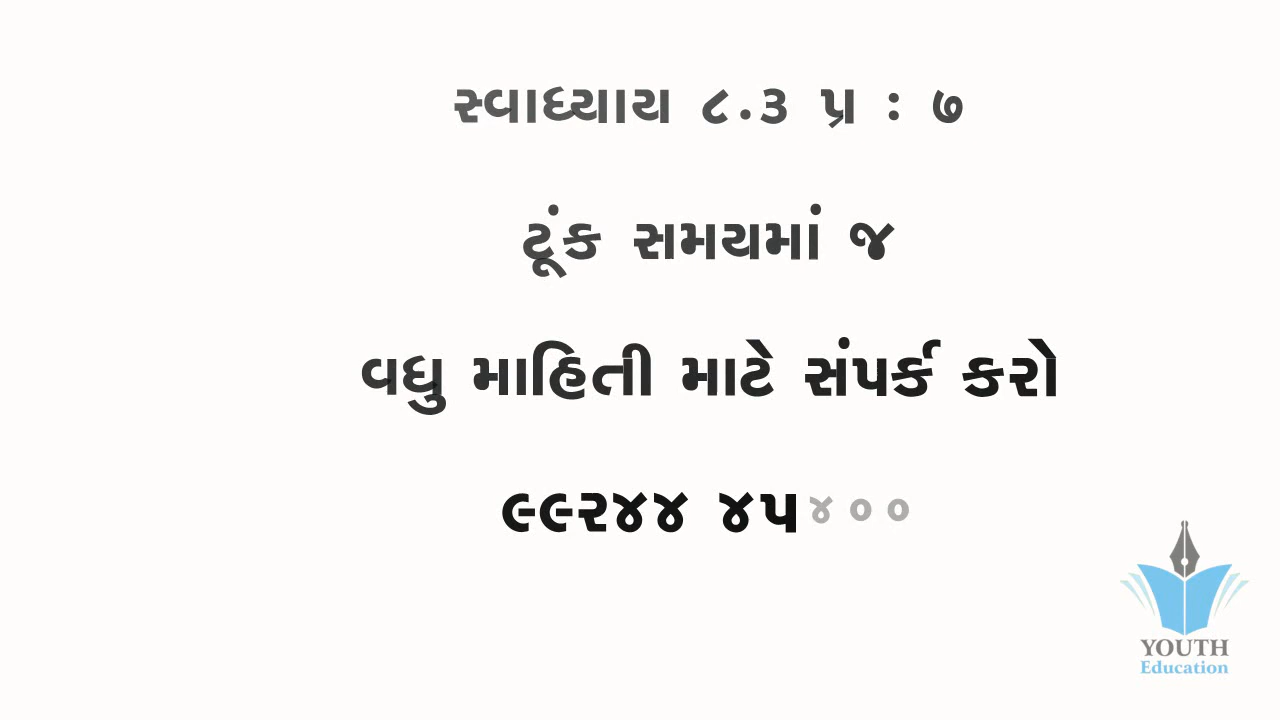 સ્વાધ્યાય ૮.૩ પ્ર : ૭
ટૂંક સમયમાં જ
વધુ માહિતી માટે સંપર્ક કરો
૯૯૨૪૪ ૪૫૪૦૦
YOUTH
Education